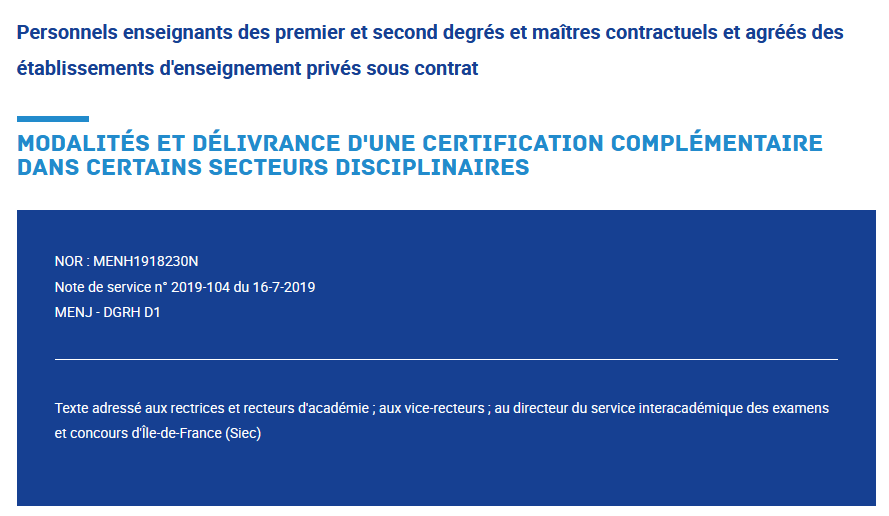 Personnels enseignants des premier et second degrés et maîtres contractuels et agréés des
établissements d'enseignement privés sous contrat
MODALITÉS ET DÉLIVRANCE D'UNE CERTIFICATION COMPLÉMENTAIRE
DANS CERTAINS SECTEURS DISCIPLINAIRES
NOR : MENH1918230N
Note de service n° 2019-104 du 16-7-2019
MENJ - DGRH D1
Texte adressé aux rectrices et recteurs d'académie ; aux vice-recteurs ; au directeur du service interacadémique des examens
et concours d'Île-de-France (Siec)